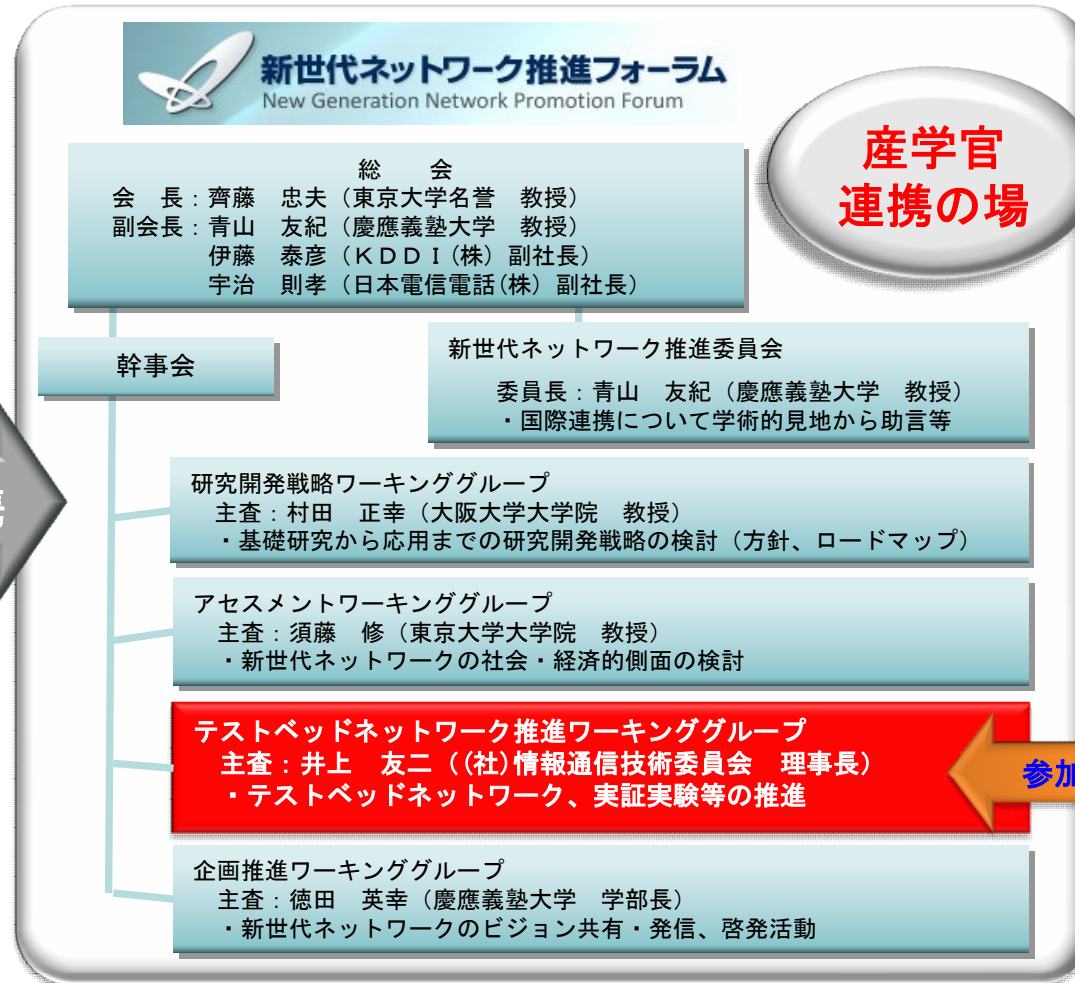 新世代ネットワーク推進フォーラム
New Generation Network Promotion Forum
産学官
連携の場
総　会
会　長：齊藤　忠夫（東京大学名誉　教授）
副会長：青山　友紀（慶應義塾大学　教授）
伊藤　泰彦（ＫＤＤＩ(株）副社長）
宇治　則孝（日本電信電話(株）副社長）
幹事会
新世代ネットワーク推進委員会
委員長：青山　友紀（慶應義塾大学　教授）
・国際連携について学術的見地から助言等
研究開発戦略ワーキンググループ
主査：村田　正幸（大阪大学大学院　教授）
・基礎研究から応用までの研究開発戦略の検討（方針、ロードマップ）
アセスメントワーキンググループ
主査：須藤　修（東京大学大学院　教授）
・新世代ネットワークの社会・経済的側面の検討
テストベッドネットワーク推進ワーキンググループ
主査：井上　友二（(社)情報通信技術委員会　理事長）
・テストベッドネットワーク、実証実験等の推進
参加
企画推進ワーキンググループ
主査：徳田　英幸（慶應義塾大学　学部長）
・新世代ネットワークのビジョン共有・発信、啓発活動